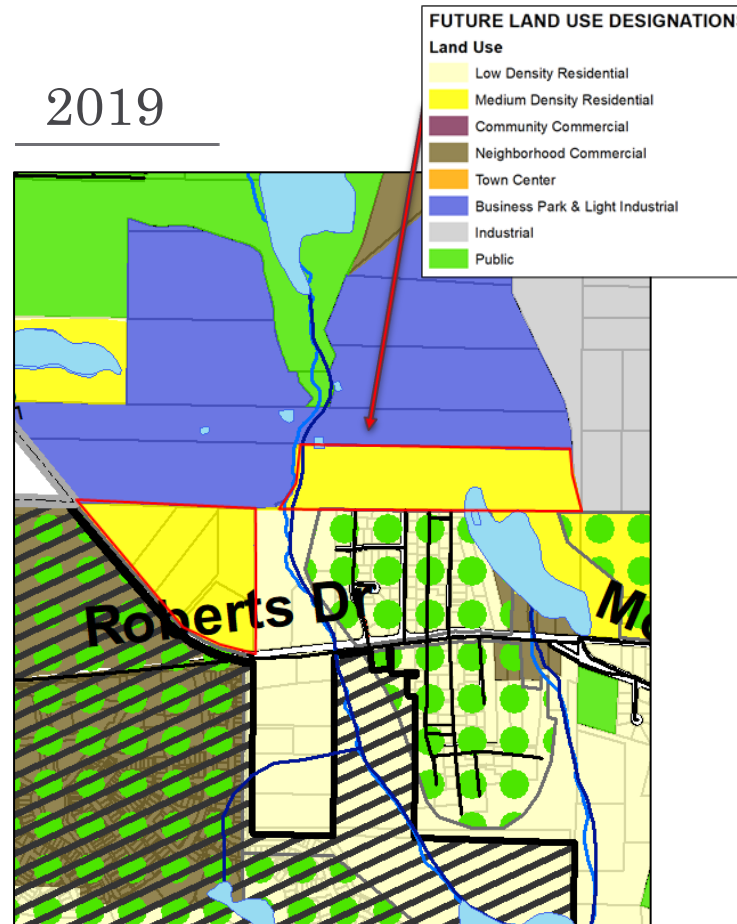 FUTURE LAND USE DESIGNATION
Land Use
Low Density Residential
Medium Density Residential
Community Commercial
Neighborhood Commercial
Town Center
Business Park & Light Industrial
Industrial
Public
2019
Roberts Dr